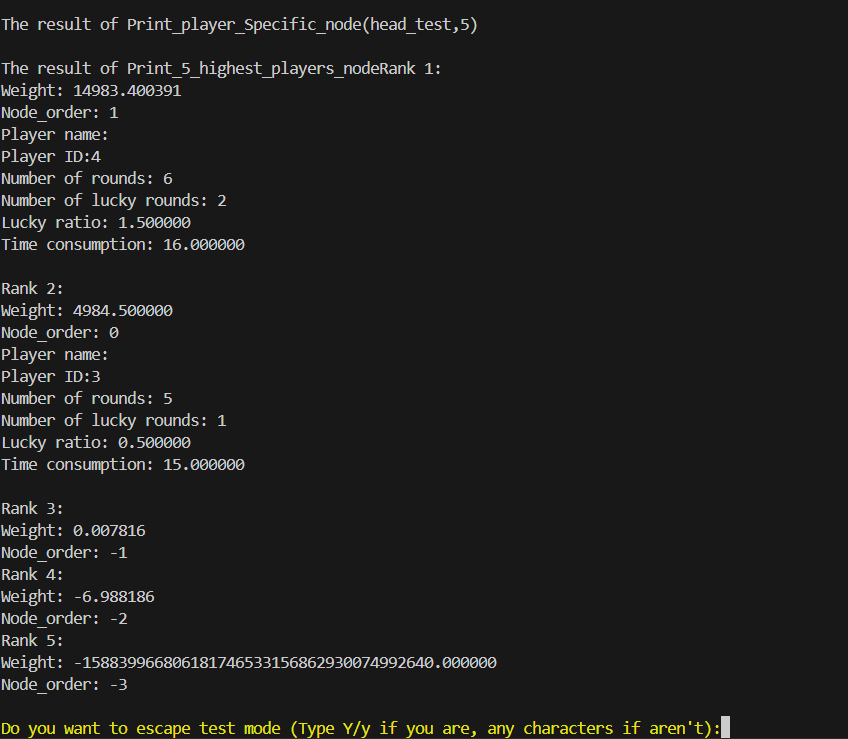 The result of Print_player_Specific_node(head_test,5)
The result of Print_5_highest_players_nodeRank 1:
Weight: 14983.400391
Node_order: 1
Player name:
Player ID:4
Number of rounds: 6
Number of lucky rounds: 2
Lucky ratio: 1.500000
Time consumption: 16.000000
Rank 2:
Weight: 4984.500000
Node_order: 0
Player name:
Player ID:3
Number of rounds: 5
Number of lucky rounds: 1
Lucky ratio: 0.500000
Time consumption: 15.000000
Rank 3:
Weight: 0.007816
Node_order: -1
Rank 4:
Weight: -6.988186
Node_order: -2
Rank 5:
Weight: -158839966806181746533156862930074992640.000000
Node_order: -3
Do you want to escape test mode (Type Y/y if you are, any characters if aren't):